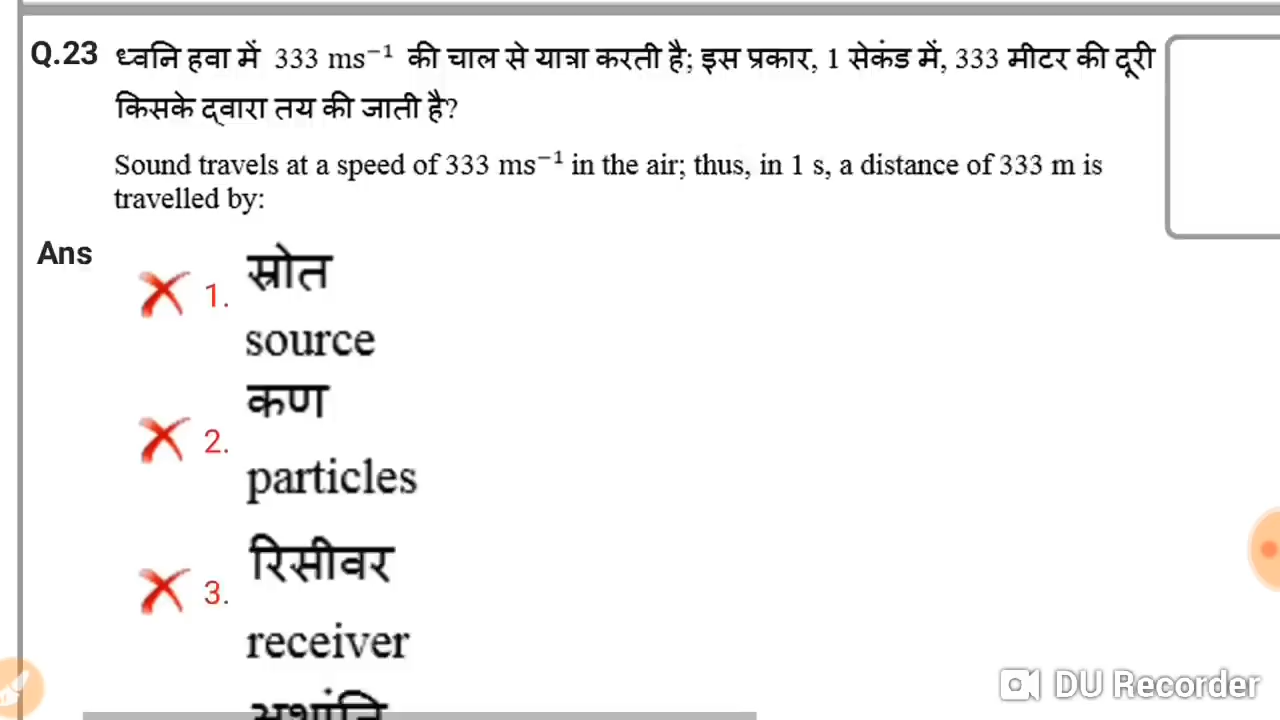 Q.23 ध्वनि हवा में 333 ms⁻¹ की चाल से यात्रा करती है; इस प्रकार, 1 सेकंड में, 333 मीटर की दूरी
किसके द्वारा तय की जाती है?
Sound travels at a speed of 333 ms⁻¹ in the air; thus, in 1 s, a distance of 333 m is
travelled by:
Ans
1. स्रोत
source
2. कण
particles
3. रिसीवर
receiver
DU Recorder